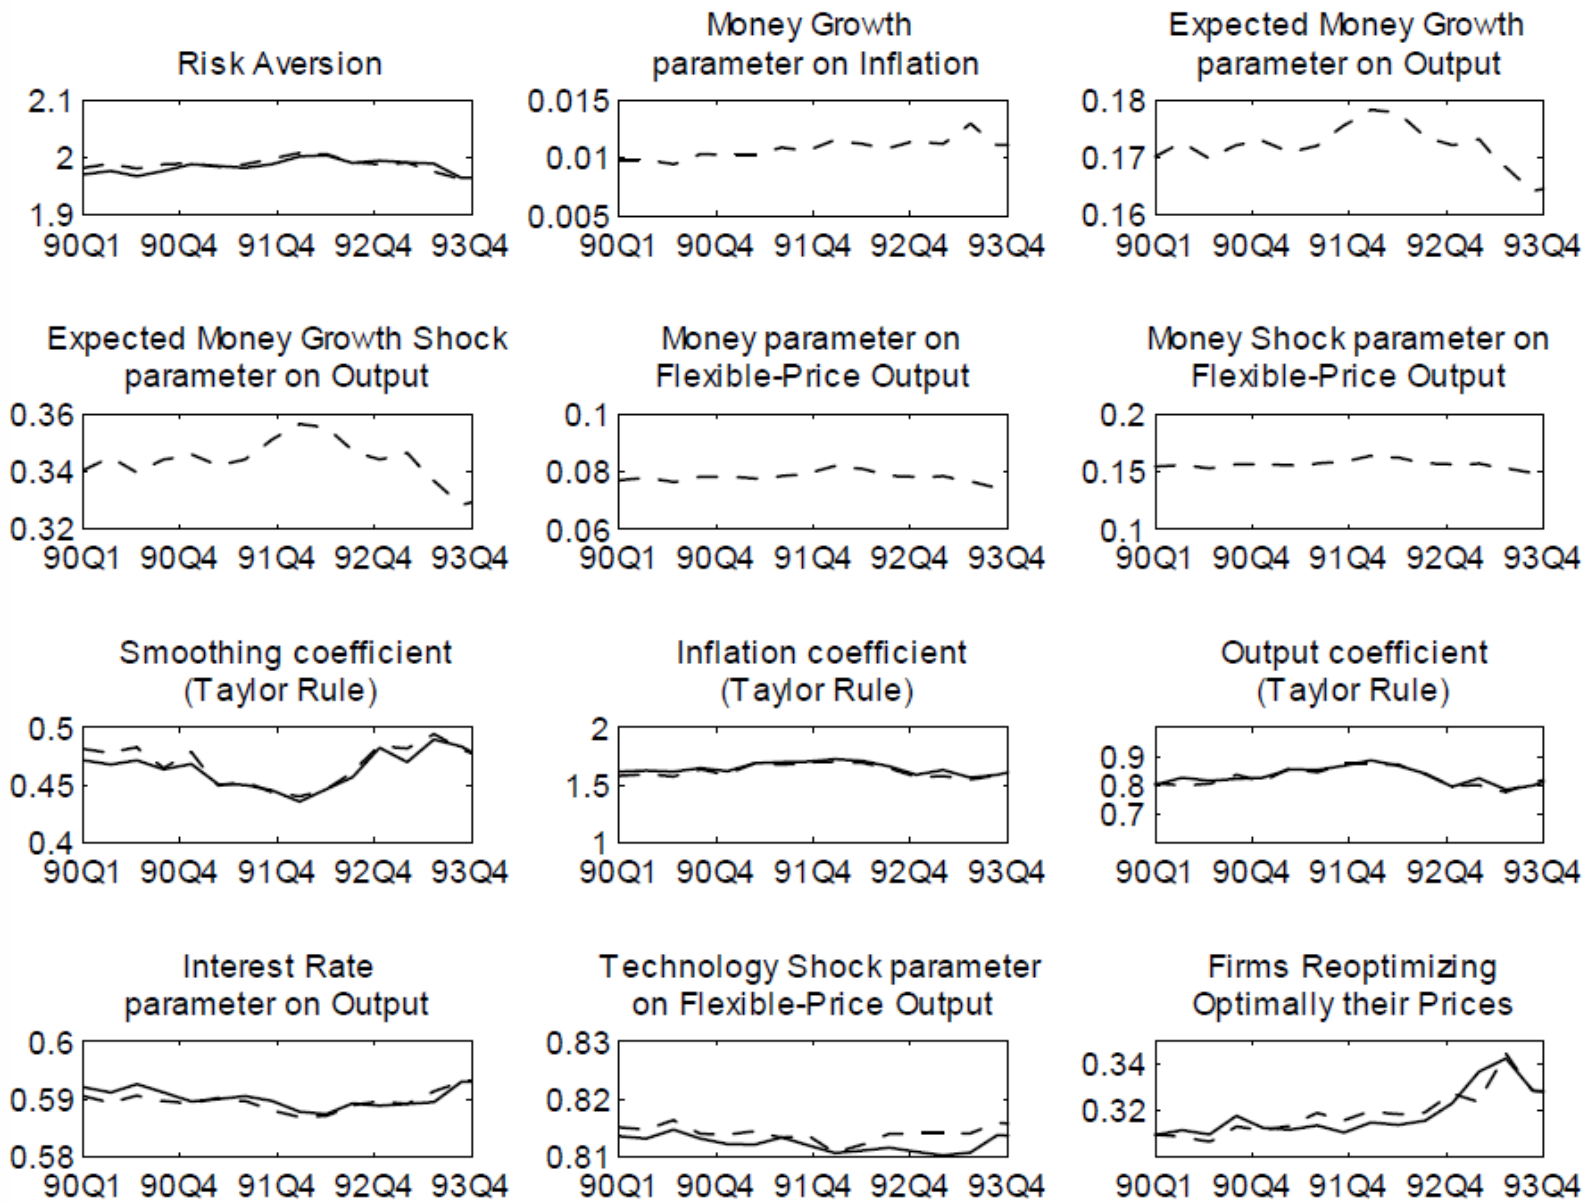 Risk Aversion
2.1
2
1.9
90Q1 90Q4 91Q4 92Q4 93Q4
Money Growth
parameter on Inflation
0.015
0.01
0.005
90Q1 90Q4 91Q4 92Q4 93Q4
Expected Money Growth
parameter on Output
0.18
0.17
0.16
90Q1 90Q4 91Q4 92Q4 93Q4
Expected Money Growth Shock
parameter on Output
0.36
0.34
0.32
90Q1 90Q4 91Q4 92Q4 93Q4
Money parameter on
Flexible-Price Output
0.1
0.08
0.06
90Q1 90Q4 91Q4 92Q4 93Q4
Money Shock parameter on
Flexible-Price Output
0.2
0.15
0.1
90Q1 90Q4 91Q4 92Q4 93Q4
Smoothing coefficient
(Taylor Rule)
0.5
0.45
0.4
90Q1 90Q4 91Q4 92Q4 93Q4
Inflation coefficient
(Taylor Rule)
2
1.5
1
90Q1 90Q4 91Q4 92Q4 93Q4
Output coefficient
(Taylor Rule)
0.9
0.8
0.7
90Q1 90Q4 91Q4 92Q4 93Q4
Interest Rate
parameter on Output
0.6
0.59
0.58
90Q1 90Q4 91Q4 92Q4 93Q4
Technology Shock parameter
on Flexible-Price Output
0.83
0.82
0.81
90Q1 90Q4 91Q4 92Q4 93Q4
Firms Reoptimizing
Optimally their Prices
0.34
0.32
90Q1 90Q4 91Q4 92Q4 93Q4